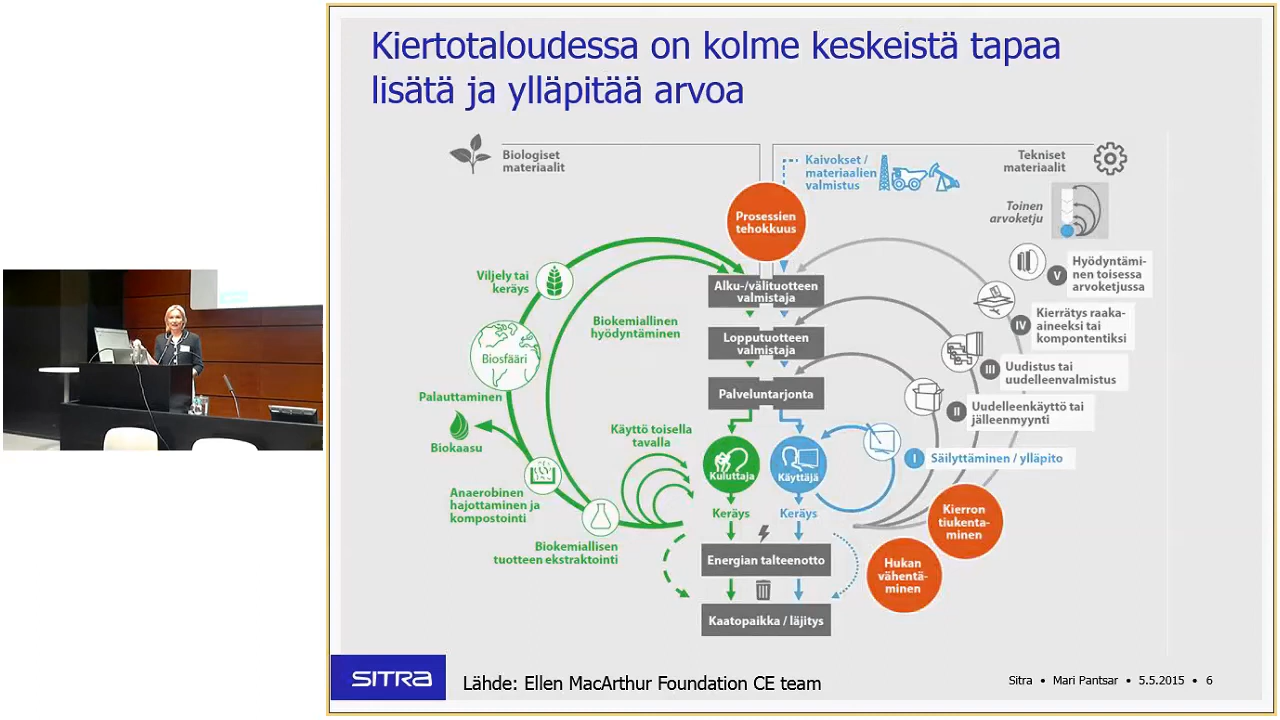 Kiertotaloudessa on kolme keskeistä tapaa
lisätä ja ylläpitää arvoa
Biologiset
materiaalit
Kaivokset /
materiaalien
valmistus
Tekniset
materiaalit
Toinen
arvoketju
Prosessien
tehokkuus
Viljely tai
keräys
Biosfääri
Palauttaminen
Biokaasu
Anaerobinen
hajottaminen ja
kompostointi
Biokemiallisen
tuotteen ekstraktointi
Biokemiallinen
hyödyntäminen
Käyttö toisella
tavalla
Alku-/välituotteen
valmistaja
Lopputuotteen
valmistaja
Palveluntarjonta
Kuluttaja
Käyttäjä
Keräys
Keräys
Energian talteenotto
Kaatopaikka / läjitys
V
Hyödyntämi-
nen toisessa
arvoketjussa
IV
Kierrätys raaka-
aineeksi tai
kompontentiksi
III
Uudistus tai
uudelleenvalmistus
II
Uudelleenkäyttö tai
jälleenmyynti
I
Säilyttäminen / ylläpito
Kierron
tiukenta-
minen
Hukan
vähentä-
minen
SITRA
Lähde: Ellen MacArthur Foundation CE team
Sitra • Mari Pantsar • 5.5.2015 • 6